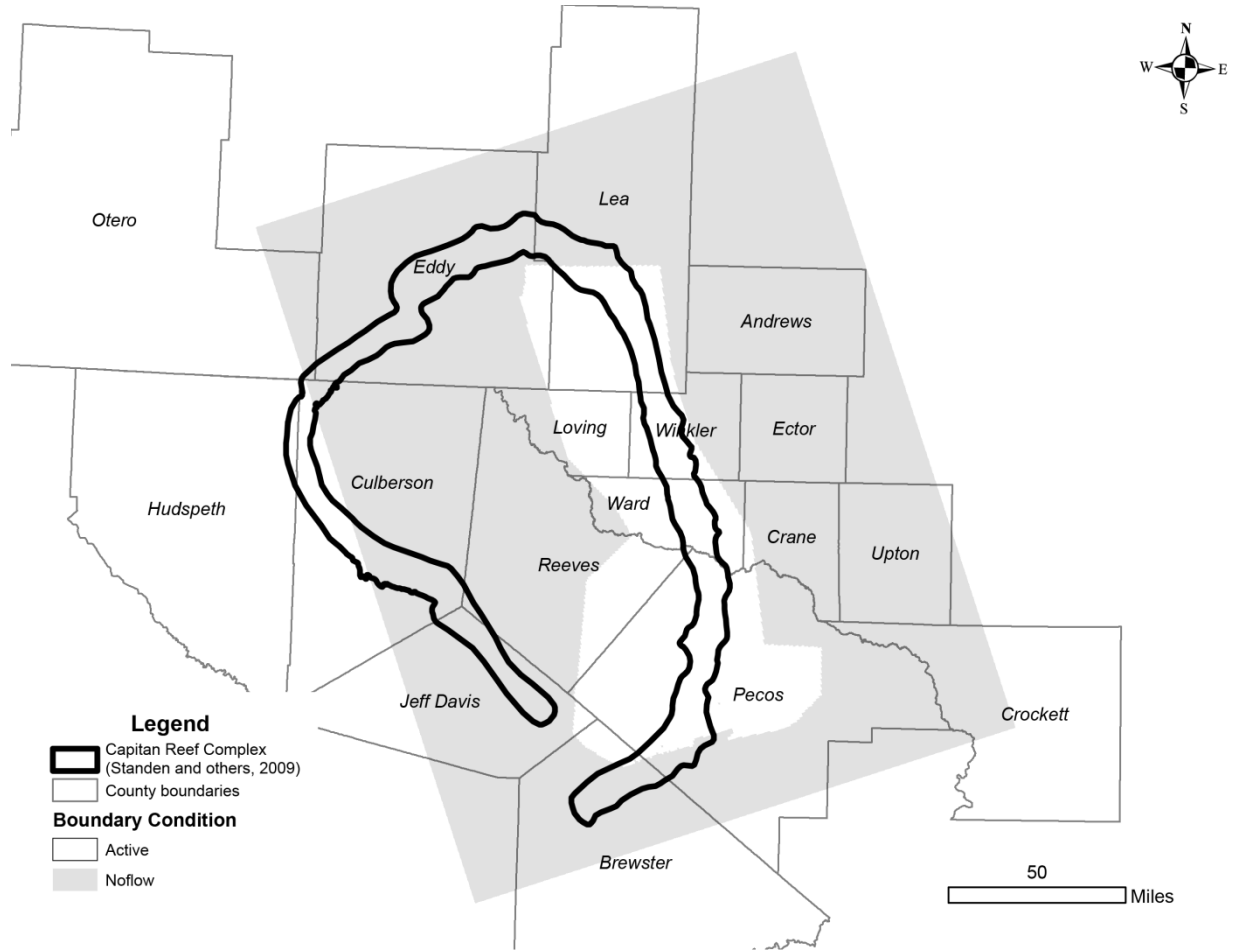 N
W E
S
Lea
Otero
Eddy
Andrews
Loving
Winkler
Ector
Culberson
Hudspeth
Ward
Crane
Upton
Reeves
Jeff Davis
Pecos
Crockett
Legend
Capitan Reef Complex
(Standen and others, 2009)
County boundaries
Boundary Condition
Active
Noflow
Brewster
50
Miles